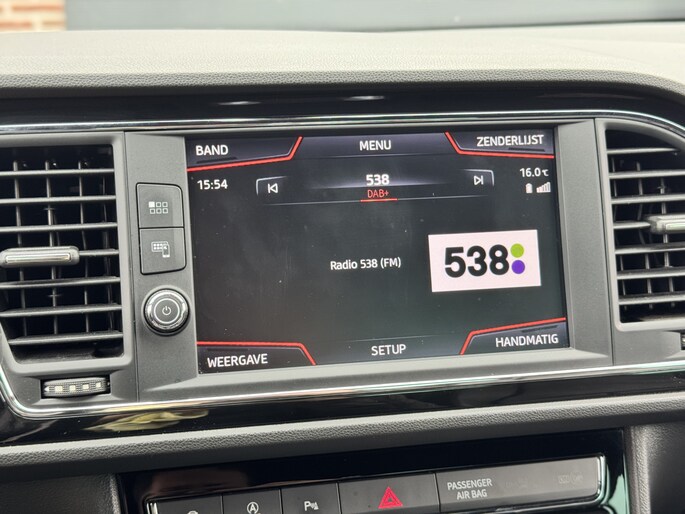 BAND MENU ZENDERLIJST
15:54 538 16.0°C
DAB+
Radio 538 (FM) 538
WEERGAVE SETUP HANDMATIG
A P PASSENGER
AIR BAG